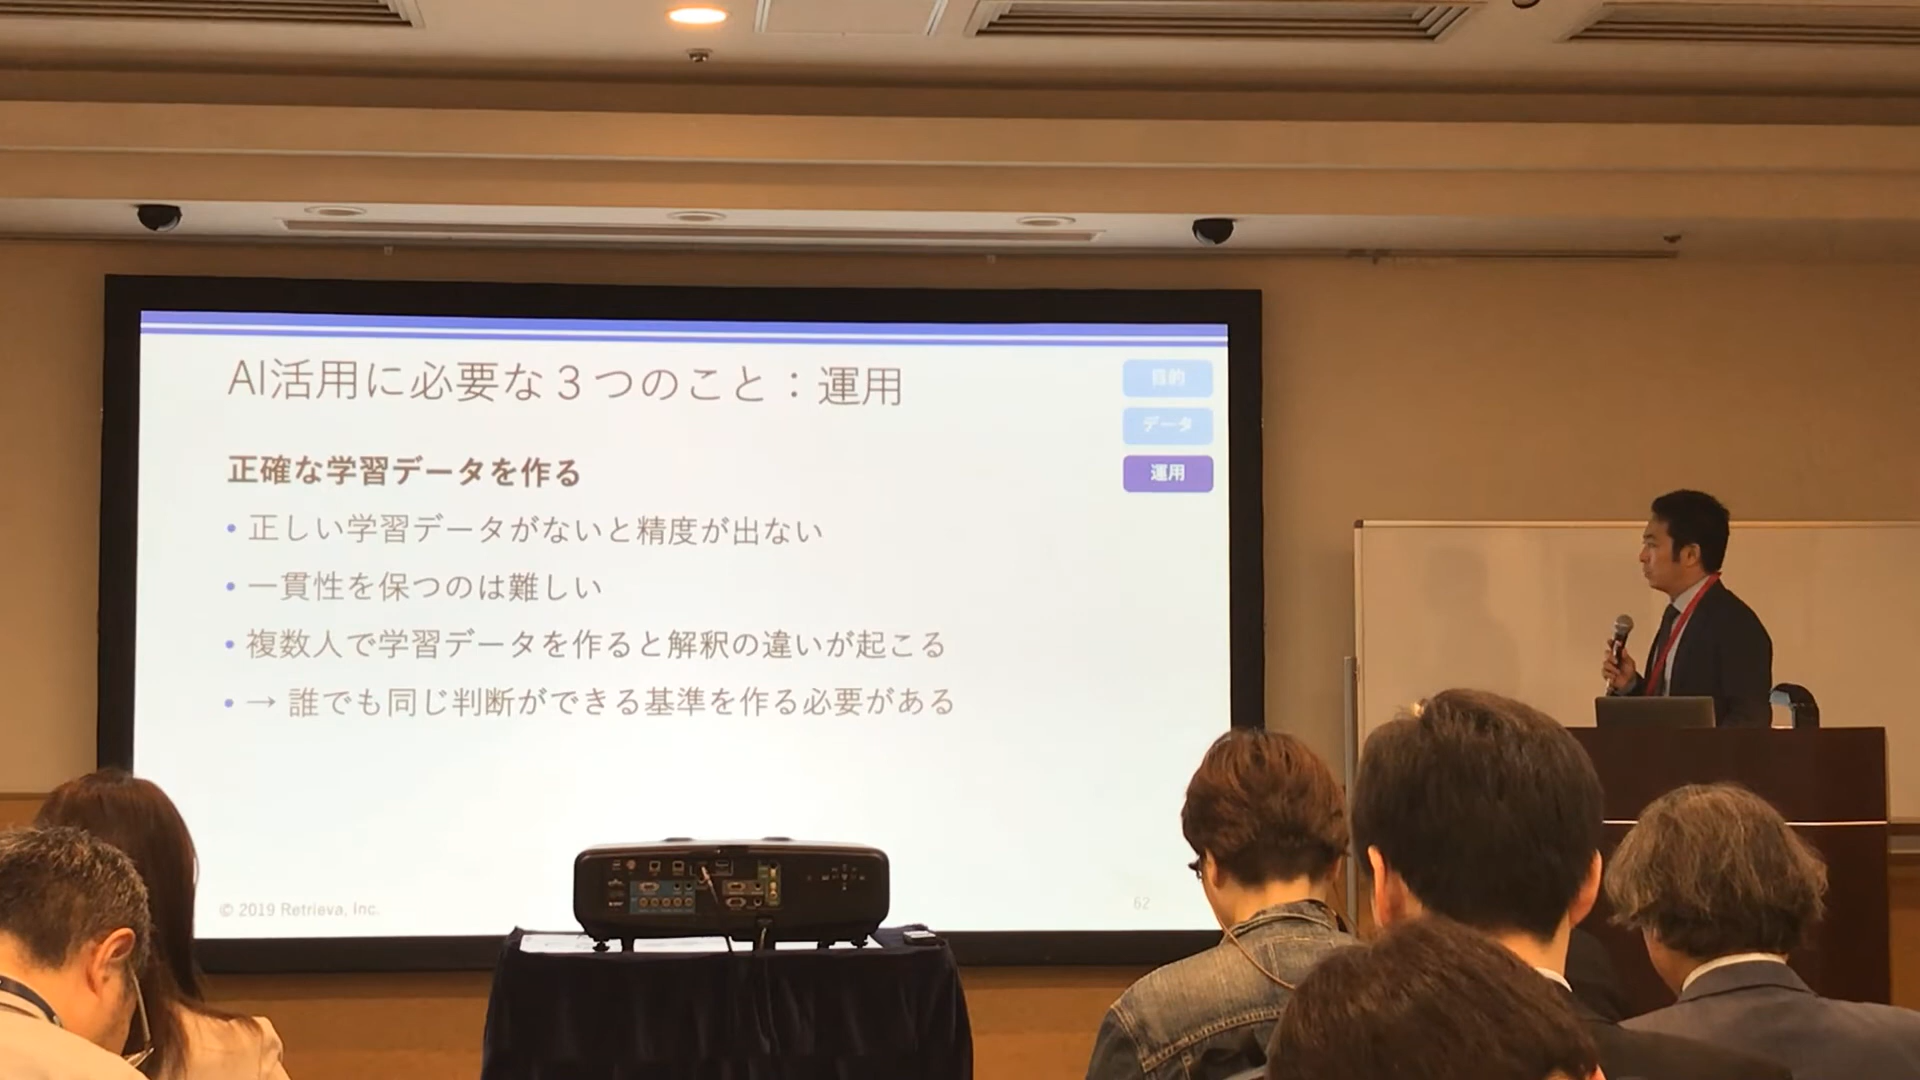 AI活用に必要な３つのこと：運用
目的
データ
運用
正確な学習データを作る
• 正しい学習データがないと精度が出ない
• 一貫性を保つのは難しい
• 複数人で学習データを作ると解釈の違いが起こる
• → 誰でも同じ判断ができる基準を作る必要がある
© 2019 Retrieva, Inc.
62